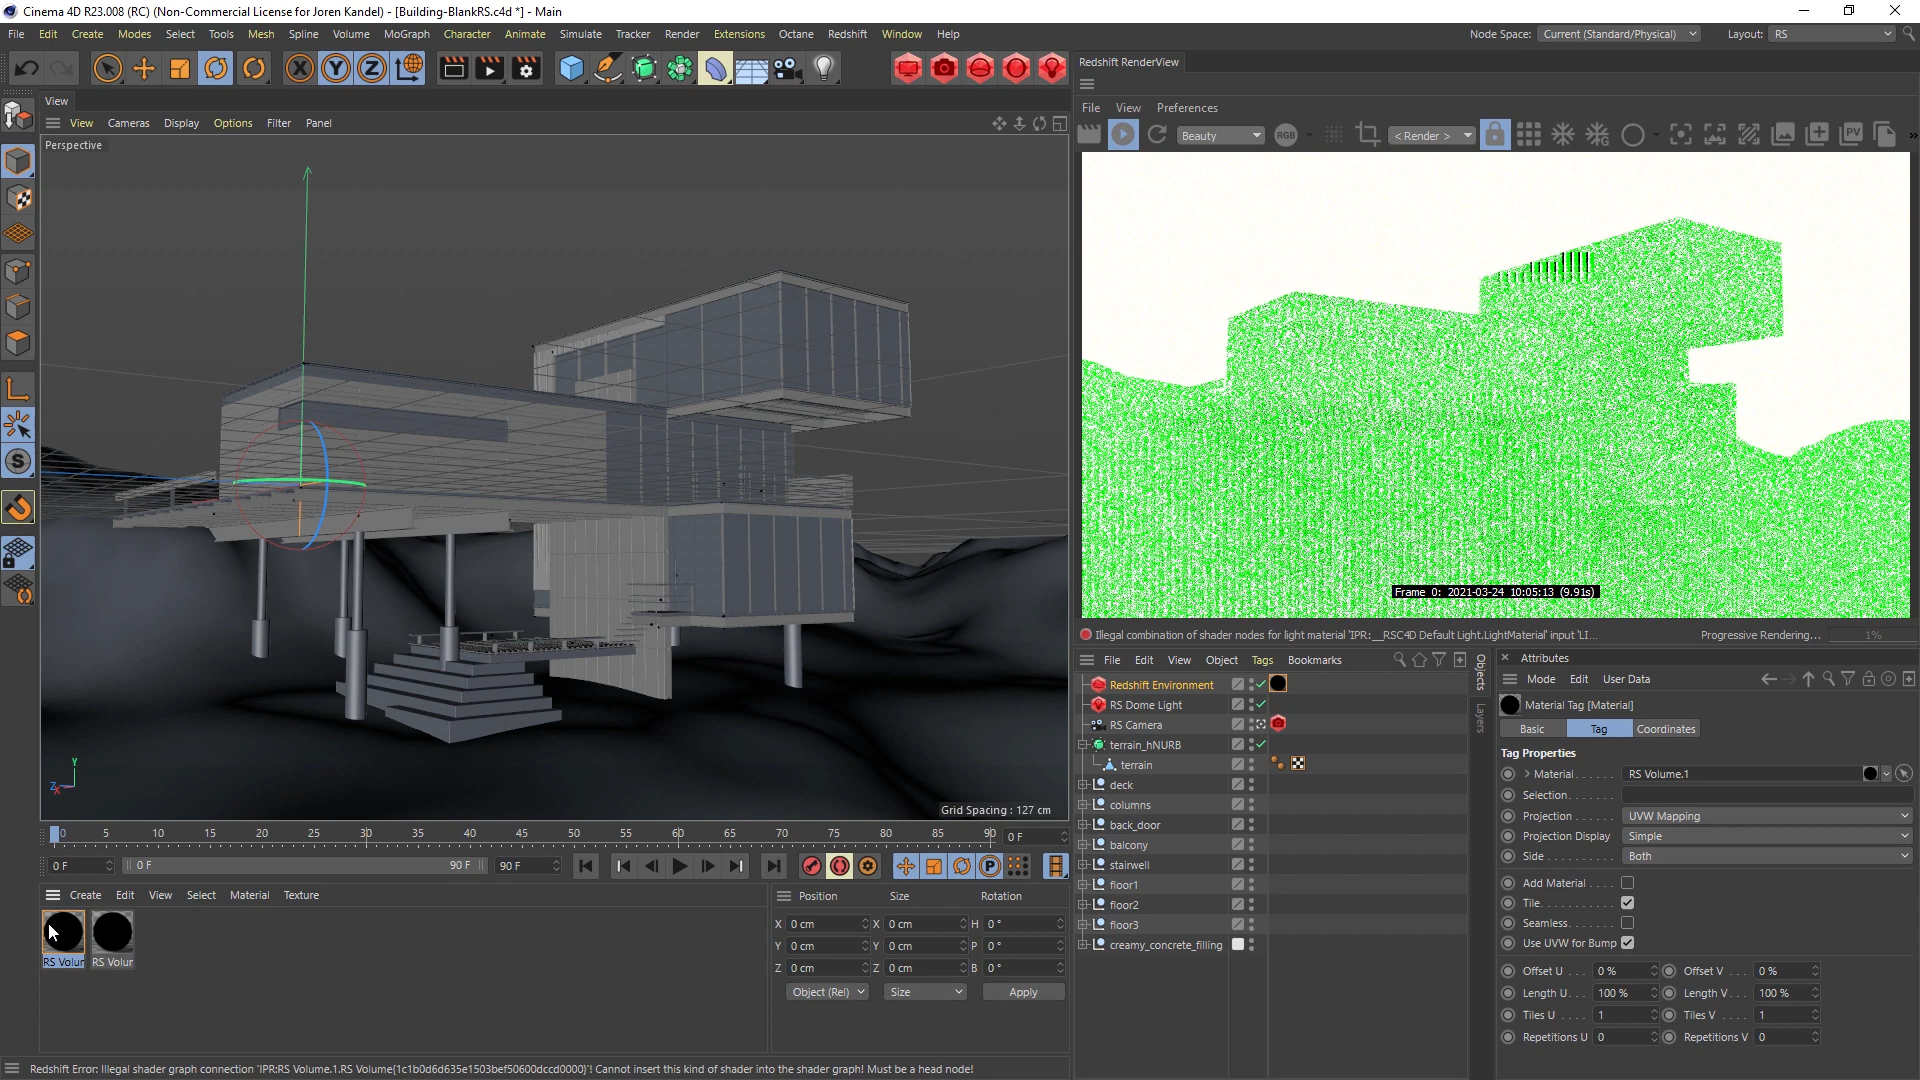 Cinema 4D R23.008 (RC) (Non-Commercial License for Joren Kandel) - [Building-BlankRS.c4d *] - Main
File Edit Create Modes Select Tools Mesh Spline Volume MoGraph Character Animate Simulate Tracker Render Extensions Octane Redshift Window Help Node Space: Current (Standard/Physical) Layout: RS
Redshift RenderView
View
File View Preferences
View Cameras Display Options Filter Panel
Beauty RGB < Render > PV
Perspective
Grid Spacing : 127 cm
Frame 0: 2021-03-24 10:05:13 (9.91s)
Illegal combination of shader nodes for light material 'IPR:__RSC4D Default Light.LightMaterial' input 'LI... Progressive Rendering... 1%
File Edit View Object Tags Bookmarks
Objects
Layers
Redshift Environment
RS Dome Light
RS Camera
terrain_hNURB
terrain
deck
columns
back_door
balcony
stairwell
floor1
floor2
floor3
creamy_concrete_filling
Attributes
Mode Edit User Data
Material Tag [Material]
Basic Tag Coordinates
Tag Properties
Material . . . . . . RS Volume.1
Selection. . . . . . .
Projection . . . . . . UVW Mapping
Projection Display Simple
Side . . . . . . . . . . Both
Add Material . . . .
Tile. . . . . . . . . . .
Seamless. . . . . . .
Use UVW for Bump
Offset U . . . 0 % Offset V . . . 0 %
Length U. . . 100 % Length V. . . 100 %
Tiles U . . . . 1 Tiles V . . . . 1
Repetitions U 0 Repetitions V 0
0 5 10 15 20 25 30 35 40 45 50 55 60 65 70 75 80 85 90 0 F
0 F 0 F 90 F 90 F
Create Edit View Select Material Texture
RS Volur RS Volur
Position Size Rotation
X 0 cm X 0 cm H 0 °
Y 0 cm Y 0 cm P 0 °
Z 0 cm Z 0 cm B 0 °
Object (Rel) Size Apply
Redshift Error: Illegal shader graph connection 'IPR:RS Volume.1.RS Volume{1c1b0d6d635e1503bef50600dccd0000}'! Cannot insert this kind of shader into the shader graph! Must be a head node!